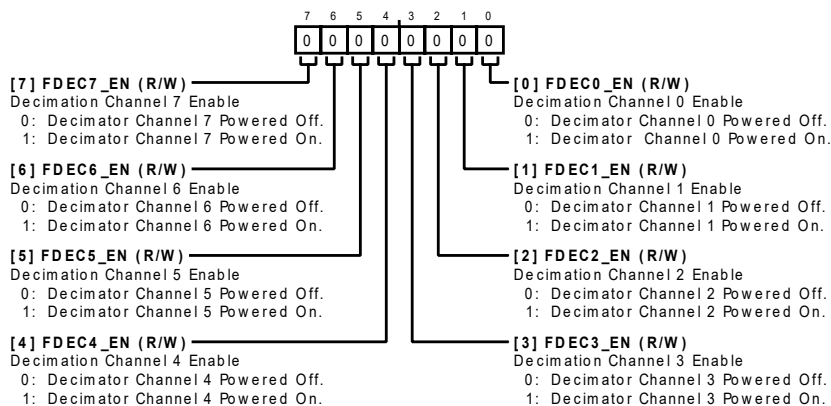 7 6 5 4 3 2 1 0
0 0 0 0 0 0 0 0
[7] FDEC7_EN (R/W)
Decimation Channel 7 Enable
0: Decimator Channel 7 Powered Off.
1: Decimator Channel 7 Powered On.
[6] FDEC6_EN (R/W)
Decimation Channel 6 Enable
0: Decimator Channel 6 Powered Off.
1: Decimator Channel 6 Powered On.
[5] FDEC5_EN (R/W)
Decimation Channel 5 Enable
0: Decimator Channel 5 Powered Off.
1: Decimator Channel 5 Powered On.
[4] FDEC4_EN (R/W)
Decimation Channel 4 Enable
0: Decimator Channel 4 Powered Off.
1: Decimator Channel 4 Powered On.
[0] FDEC0_EN (R/W)
Decimation Channel 0 Enable
0: Decimator Channel 0 Powered Off.
1: Decimator Channel 0 Powered On.
[1] FDEC1_EN (R/W)
Decimation Channel 1 Enable
0: Decimator Channel 1 Powered Off.
1: Decimator Channel 1 Powered On.
[2] FDEC2_EN (R/W)
Decimation Channel 2 Enable
0: Decimator Channel 2 Powered Off.
1: Decimator Channel 2 Powered On.
[3] FDEC3_EN (R/W)
Decimation Channel 3 Enable
0: Decimator Channel 3 Powered Off.
1: Decimator Channel 3 Powered On.